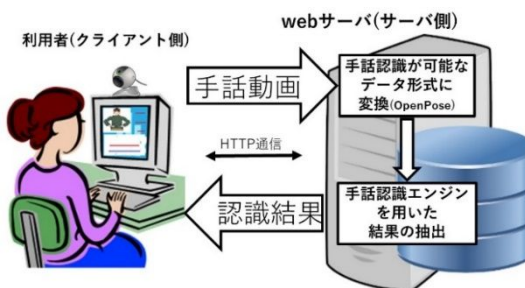 利用者(クライアント側)
webサーバ(サーバ側)
手話動画
手話認識が可能な
データ形式に
変換(OpenPose)
HTTP通信
認識結果
手話認識エンジン
を用いた
結果の抽出